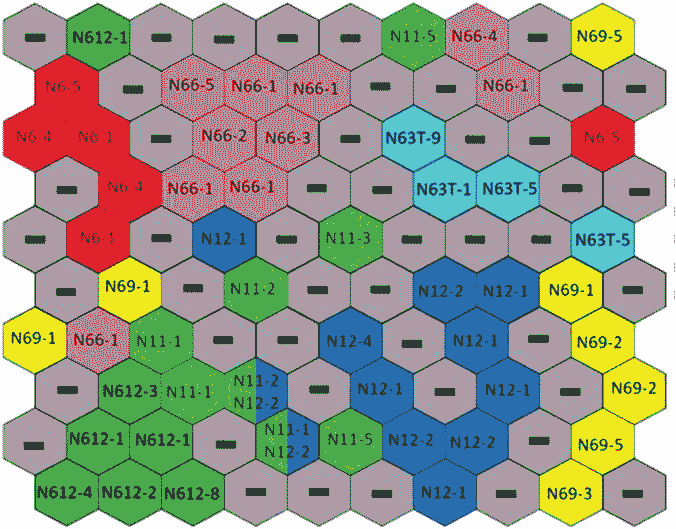 N612-1 N11-5 N66-4 N69-5
N6-5 N66-5 N66-1 N66-1 N66-1
N6-4 N6-1 N66-2 N66-3 N63T-9 N6-5
N6-4 N66-1 N66-1 N63T-1 N63T-5
N6-1 N12-1 N11-3 N63T-5
N69-1 N11-2 N12-2 N12-1 N69-1
N69-1 N66-1 N11-1 N12-4 N12-1 N69-2
N612-3 N11-1 N11-2 N12-1 N12-1 N69-2
N12-2
N612-1 N612-1 N11-1 N11-5 N12-2 N12-2 N69-5
N12-2
N612-4 N612-2 N612-8 N12-1 N69-3